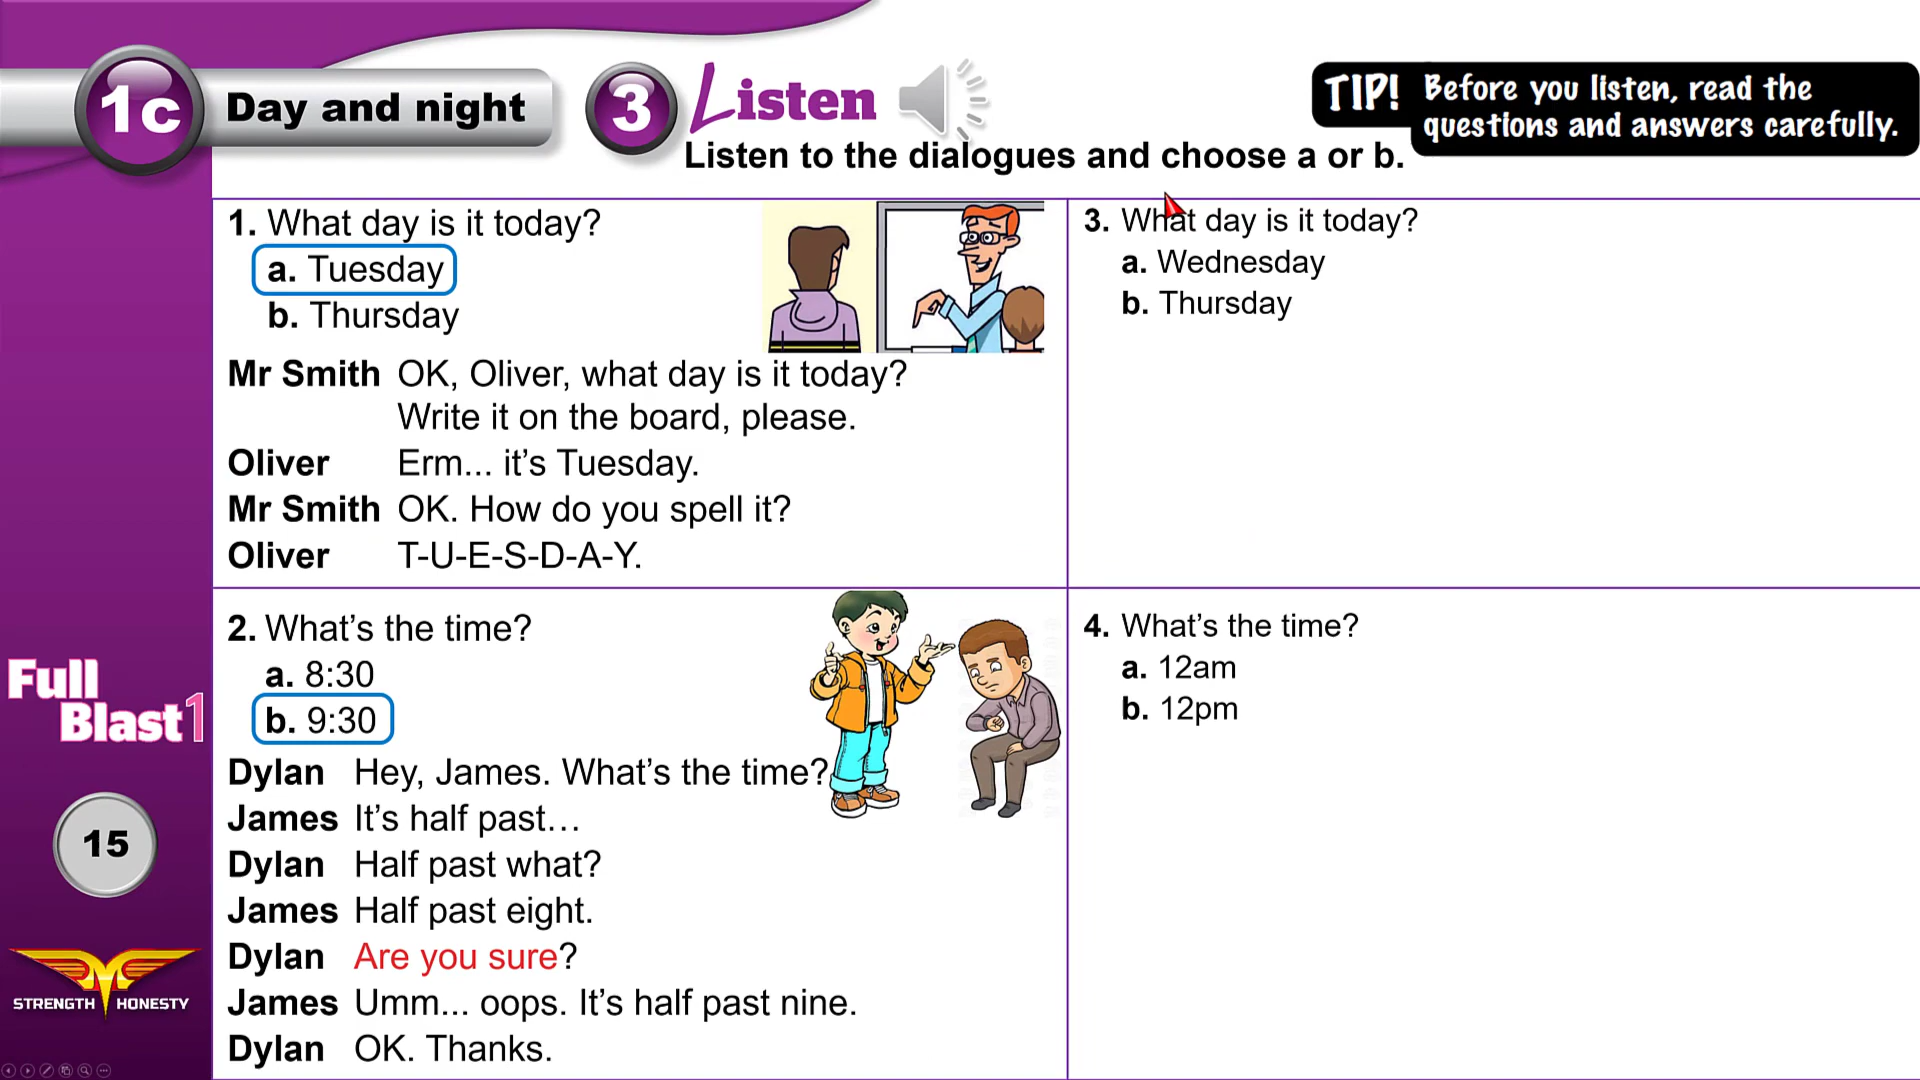 1c Day and night
3 Listen
Listen to the dialogues and choose a or b.
TIP! Before you listen, read the
questions and answers carefully.
1. What day is it today?
a. Tuesday
b. Thursday
Mr Smith OK, Oliver, what day is it today?
Write it on the board, please.
Oliver Erm... it's Tuesday.
Mr Smith OK. How do you spell it?
Oliver T-U-E-S-D-A-Y.
2. What's the time?
a. 8:30
b. 9:30
Dylan Hey, James. What's the time?
James It's half past…
Dylan Half past what?
James Half past eight.
Dylan Are you sure?
James Umm... oops. It's half past nine.
Dylan OK. Thanks.
3. What day is it today?
a. Wednesday
b. Thursday
4. What's the time?
a. 12am
b. 12pm
Full
Blast 1
15
STRENGTH HONESTY